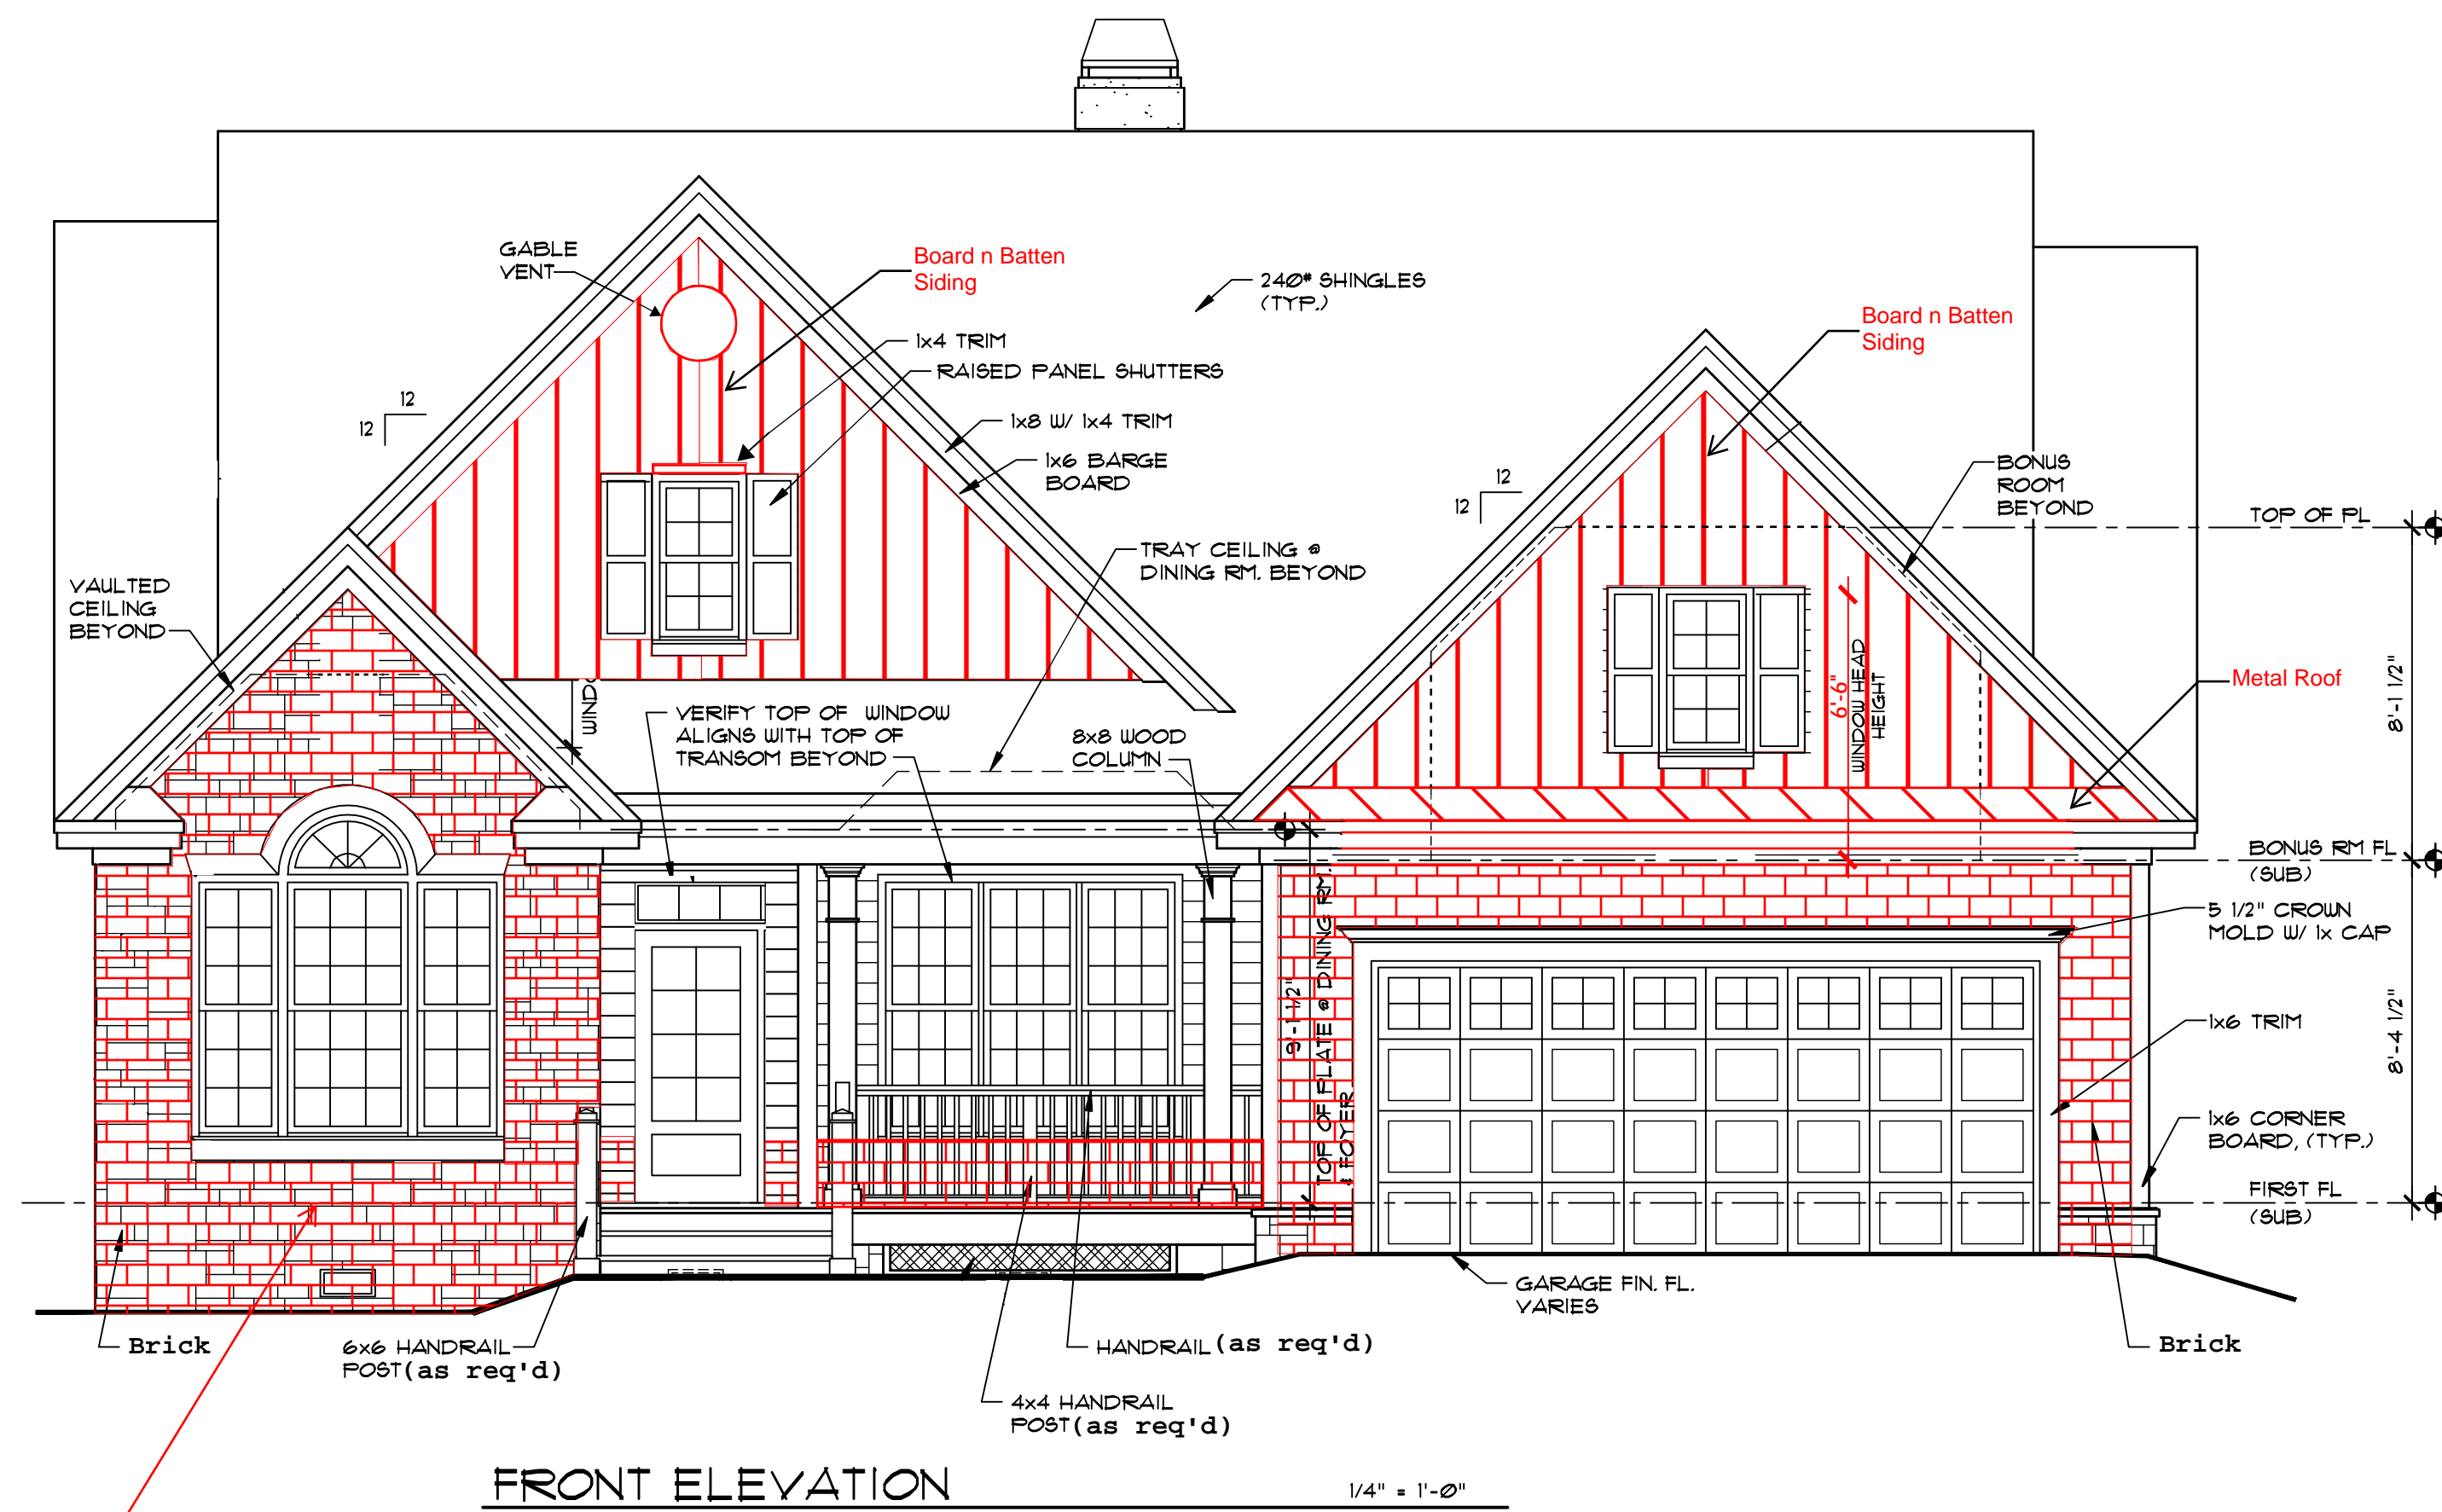 GABLE
VENT
Board n Batten
Siding
240# SHINGLES
(TYP.)
1x4 TRIM
RAISED PANEL SHUTTERS
Board n Batten
Siding
12
12
1x8 W/ 1x4 TRIM
1x6 BARGE
BOARD
12
12
BONUS
ROOM
BEYOND
TOP OF PL
TRAY CEILING @
DINING RM. BEYOND
VAULTED
CEILING
BEYOND
6'-6"
WINDOW HEAD
HEIGHT
Metal Roof
8'-1 1/2"
VERIFY TOP OF WINDOW
ALIGNS WITH TOP OF
TRANSOM BEYOND
8x8 WOOD
COLUMN
BONUS RM FL
(SUB)
5 1/2" CROWN
MOLD W/ 1x CAP
9'-1 1/2"
TOP OF PLATE @ DINING RM.
& FOYER
8'-4 1/2"
1x6 TRIM
1x6 CORNER
BOARD, (TYP.)
FIRST FL
(SUB)
GARAGE FIN. FL.
VARIES
Brick
6x6 HANDRAIL
POST(as req'd)
HANDRAIL(as req'd)
Brick
4x4 HANDRAIL
POST(as req'd)
FRONT ELEVATION
1/4" = 1'-0"